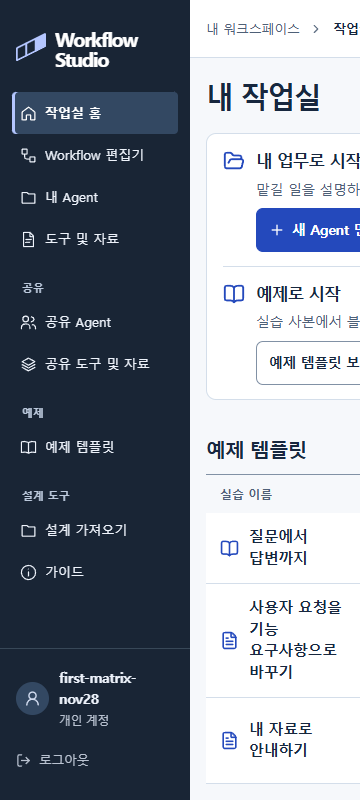 Workflow
Studio
작업실 홈
Workflow 편집기
내 Agent
도구 및 자료
공유
공유 Agent
공유 도구 및 자료
예제
예제 템플릿
설계 도구
설계 가져오기
가이드
first-matrix-
nov28
개인 계정
로그아웃
내 워크스페이스 > 작업
내 작업실
내 업무로 시작
맡길 일을 설명하
+ 새 Agent
예제로 시작
실습 사본에서 블
예제 템플릿 보
예제 템플릿
실습 이름
질문에서
답변까지
사용자 요청을
기능
요구사항으로
바꾸기
내 자료로
안내하기